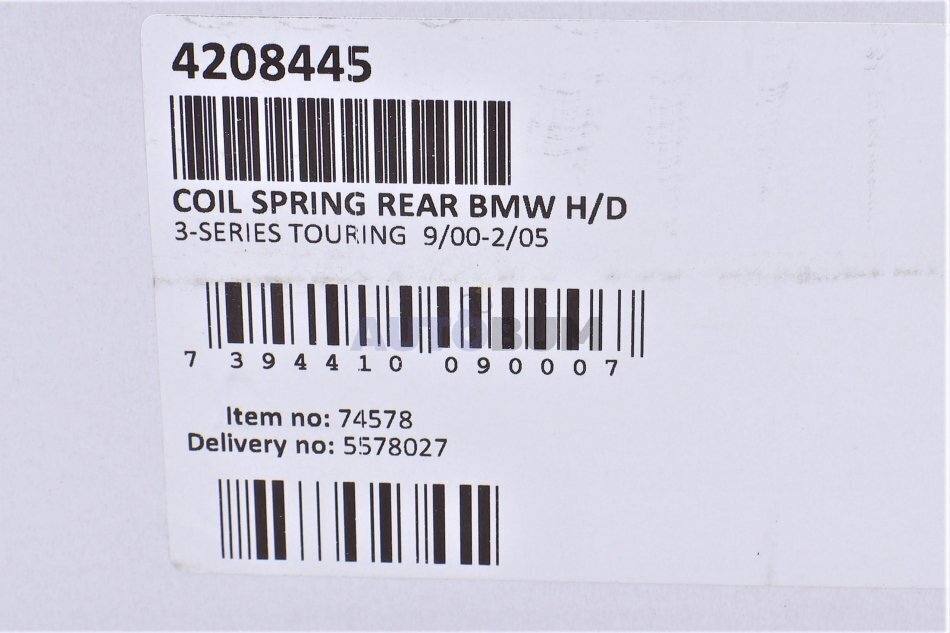 4208445
COIL SPRING REAR BMW H/D
3-SERIES TOURING 9/00-2/05
AUTOBUM
7 394410 090007
Item no: 74578
Delivery no: 5578027